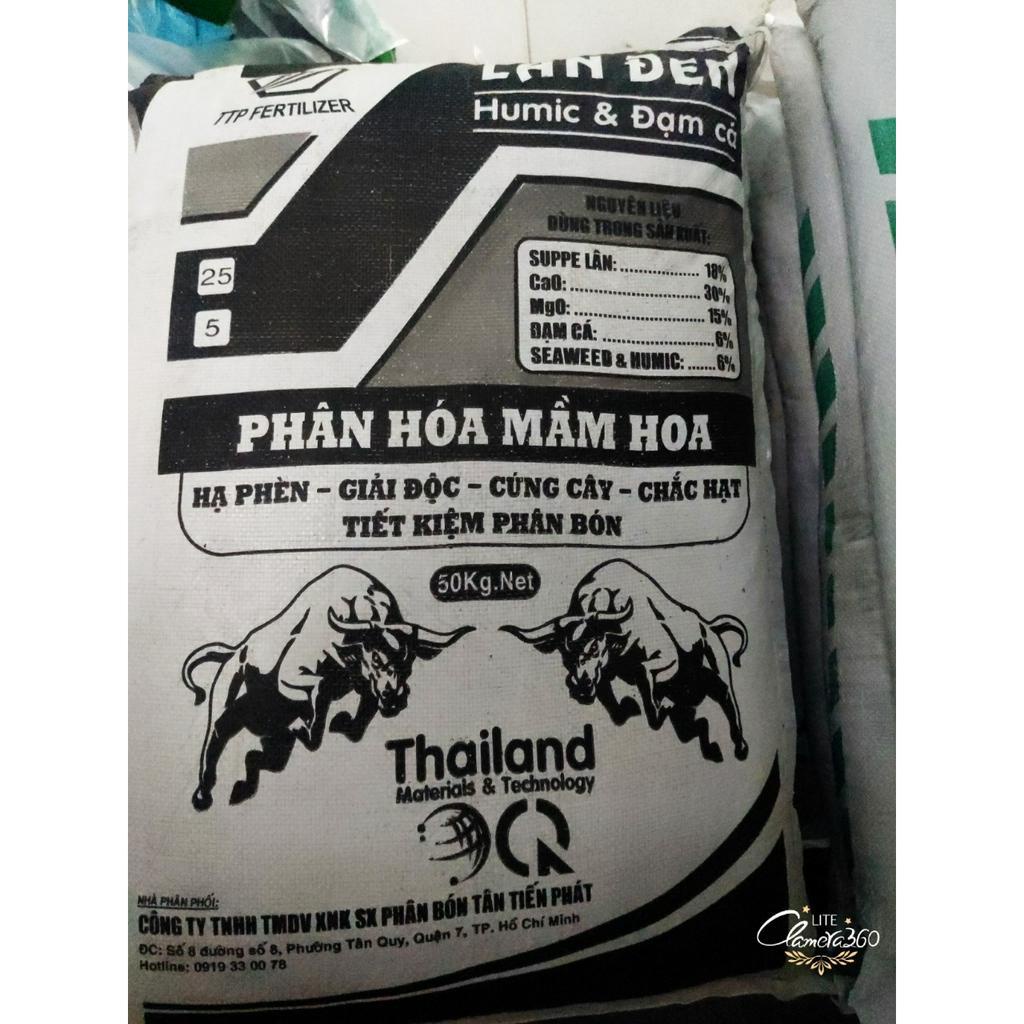 LÂN ĐEN
TTP FERTILIZER
Humic & Đạm cá
NGUYÊN LIỆU
DÙNG TRONG SẢN XUẤT:
25
5
SUPPE LÂN:.................. 18%
CaO:.............................. 30%
MgO:.............................. 15%
ĐẠM CÁ:........................6%
SEAWEED & HUMIC:.......6%
PHÂN HÓA MẦM HOA
HẠ PHÈN - GIẢI ĐỘC - CỨNG CÂY - CHẮC HẠT
TIẾT KIỆM PHÂN BÓN
50Kg.Net
Thailand
Materials & Technology
NHÀ PHÂN PHỐI:
CÔNG TY TNHH TMDV XNK SX PHÂN BÓN TÂN TIẾN PHÁT
ĐC: Số 8 đường số 8, Phường Tân Quy, Quận 7, TP. Hồ Chí Minh
Hotline: 0919 33 00 78
LITE
Camera360